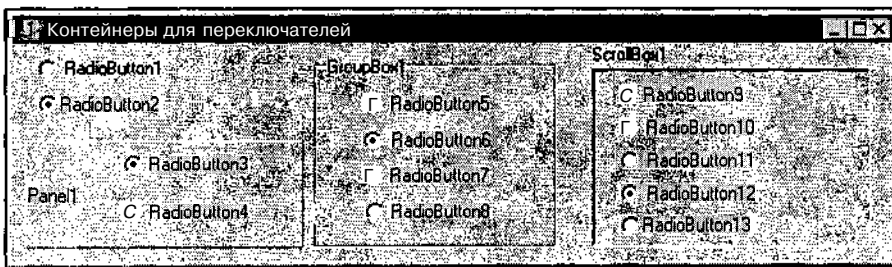 Контейнеры для переключателей
RadioButton1
RadioButton2
RadioButton3
Panel1
RadioButton4
GroupBox1
RadioButton5
RadioButton6
RadioButton7
RadioButton8
ScrollBox1
RadioButton9
RadioButton10
RadioButton11
RadioButton12
RadioButton13